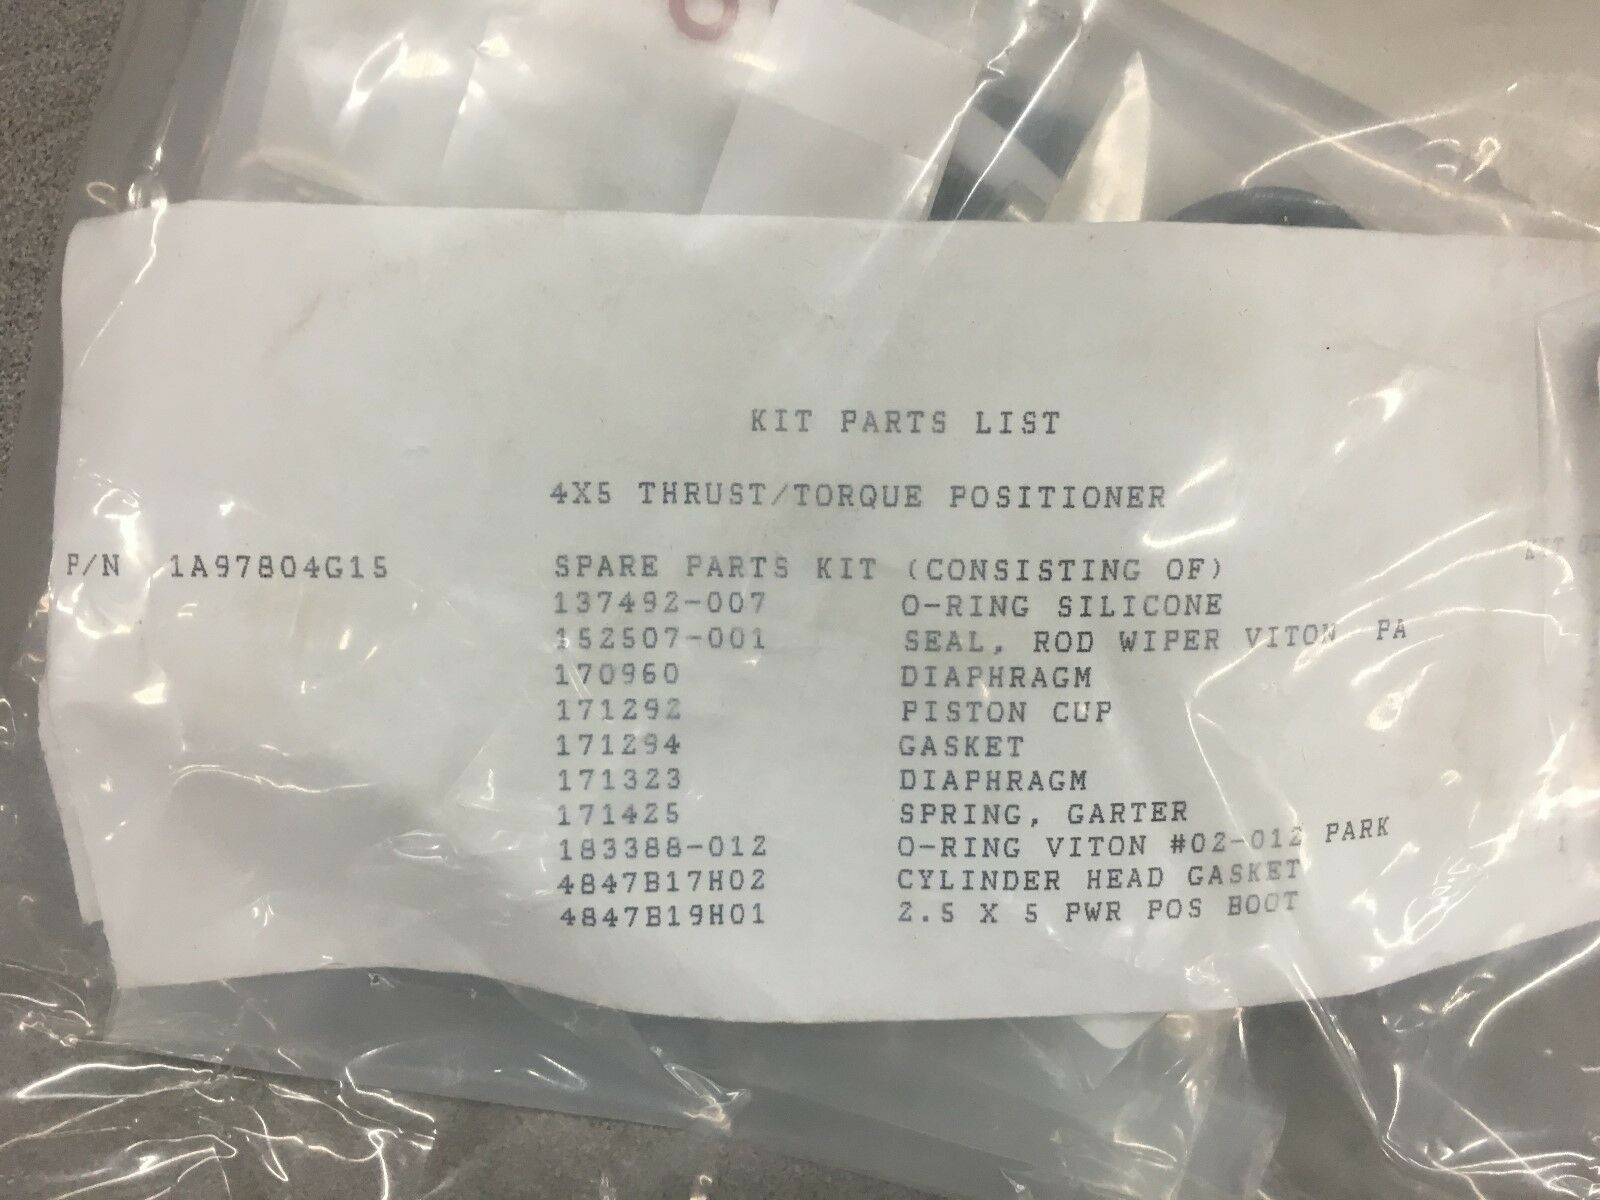 KIT PARTS LIST
4X5 THRUST/TORQUE POSITIONER
P/N 1A97804G15 SPARE PARTS KIT (CONSISTING OF)
137492-007 O-RING SILICONE
152507-001 SEAL, ROD WIPER VITON PA
170960 DIAPHRAGM
171292 PISTON CUP
171294 GASKET
171323 DIAPHRAGM
171425 SPRING, GARTER
183388-012 O-RING VITON #02-012 PARK
4847B17H02 CYLINDER HEAD GASKET
4847B19H01 2.5 X 5 PWR POS BOOT